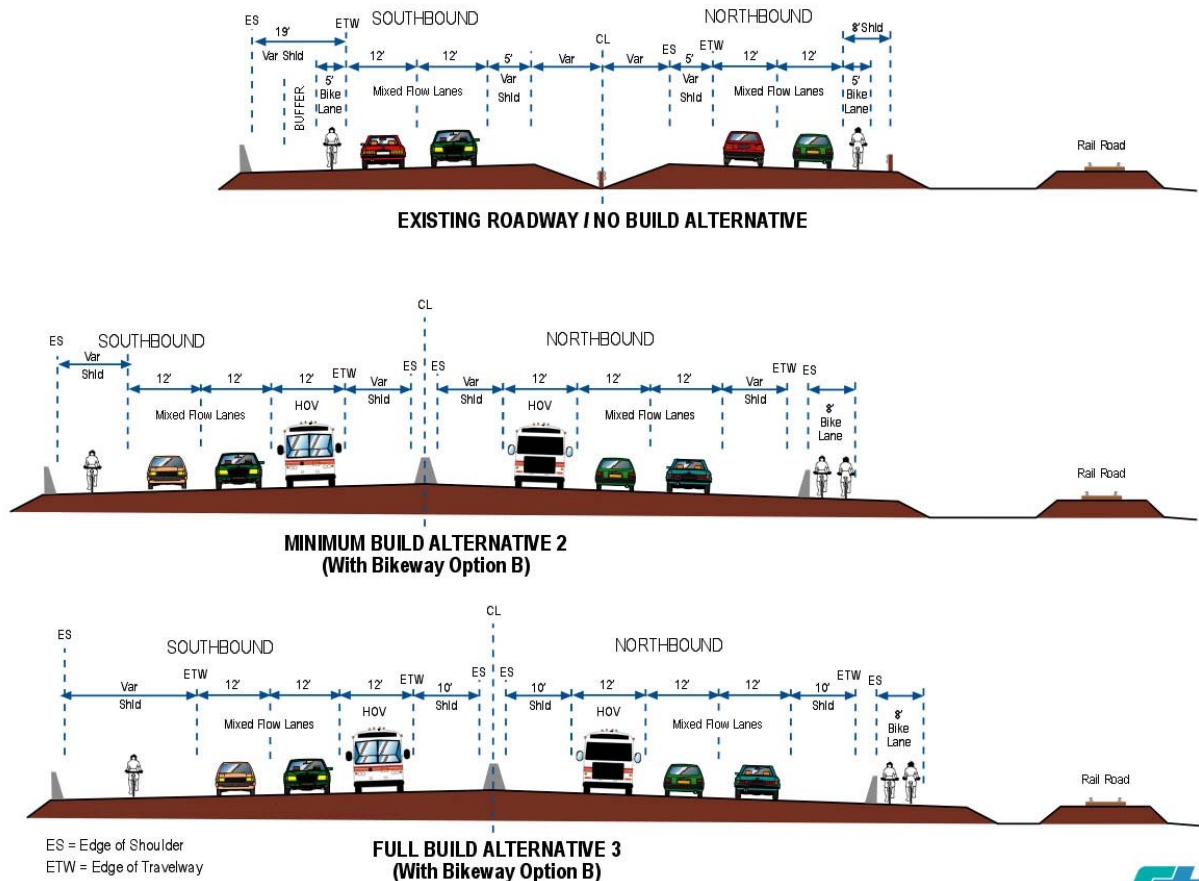 SOUTHBOUND
NORTHBOUND
ES
ETW
CL
ES
ETW
19'
Var Shld
12'
12'
5'
Var
Shld
Var
Var
5'
Var
Shld
12'
12'
8' Shld
BUFFER
5'
Bike
Lane
Mixed Flow Lanes
Mixed Flow Lanes
5'
Bike
Lane
Rail Road
EXISTING ROADWAY / NO BUILD ALTERNATIVE
CL
SOUTHBOUND
NORTHBOUND
ES
ETW
ES
ES
ETW
ES
Var
Shld
12'
12'
12'
Var
Shld
Var
Shld
12'
12'
12'
Var
Shld
8'
Bike
Lane
Mixed Flow Lanes
HOV
HOV
Mixed Flow Lanes
Rail Road
MINIMUM BUILD ALTERNATIVE 2
(With Bikeway Option B)
CL
SOUTHBOUND
NORTHBOUND
ES
ETW
ETW
ES
ES
ETW
ES
Var
Shld
12'
12'
12'
10'
Shld
10'
Shld
12'
12'
12'
10'
Shld
8'
Bike
Lane
Mixed Flow Lanes
HOV
HOV
Mixed Flow Lanes
Rail Road
ES = Edge of Shoulder
ETW = Edge of Travelway
FULL BUILD ALTERNATIVE 3
(With Bikeway Option B)